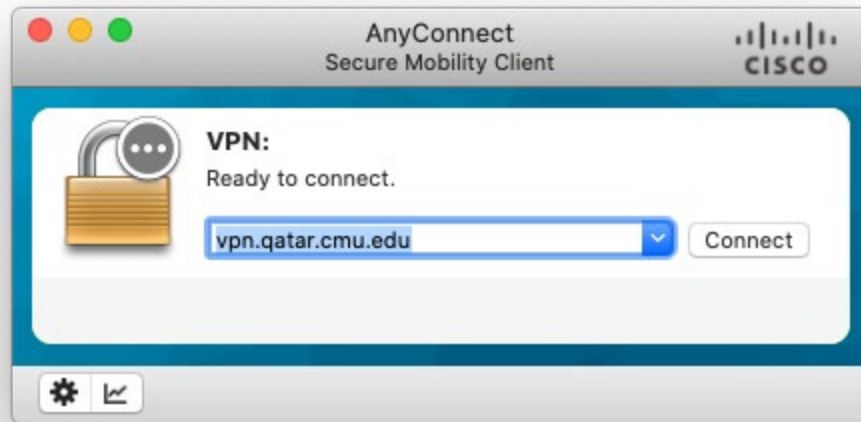 AnyConnect
Secure Mobility Client
CISCO
VPN:
Ready to connect.
vpn.qatar.cmu.edu
Connect